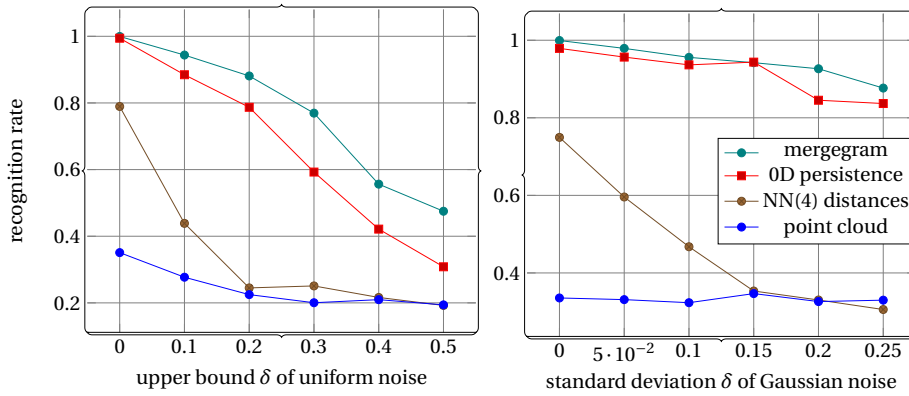 recognition rate
1
0.8
0.6
0.4
0.2
0 0.1 0.2 0.3 0.4 0.5
upper bound δ of uniform noise
1
0.8
0.6
0.4
mergegram
0D persistence
NN(4) distances
point cloud
0 5·10⁻² 0.1 0.15 0.2 0.25
standard deviation δ of Gaussian noise